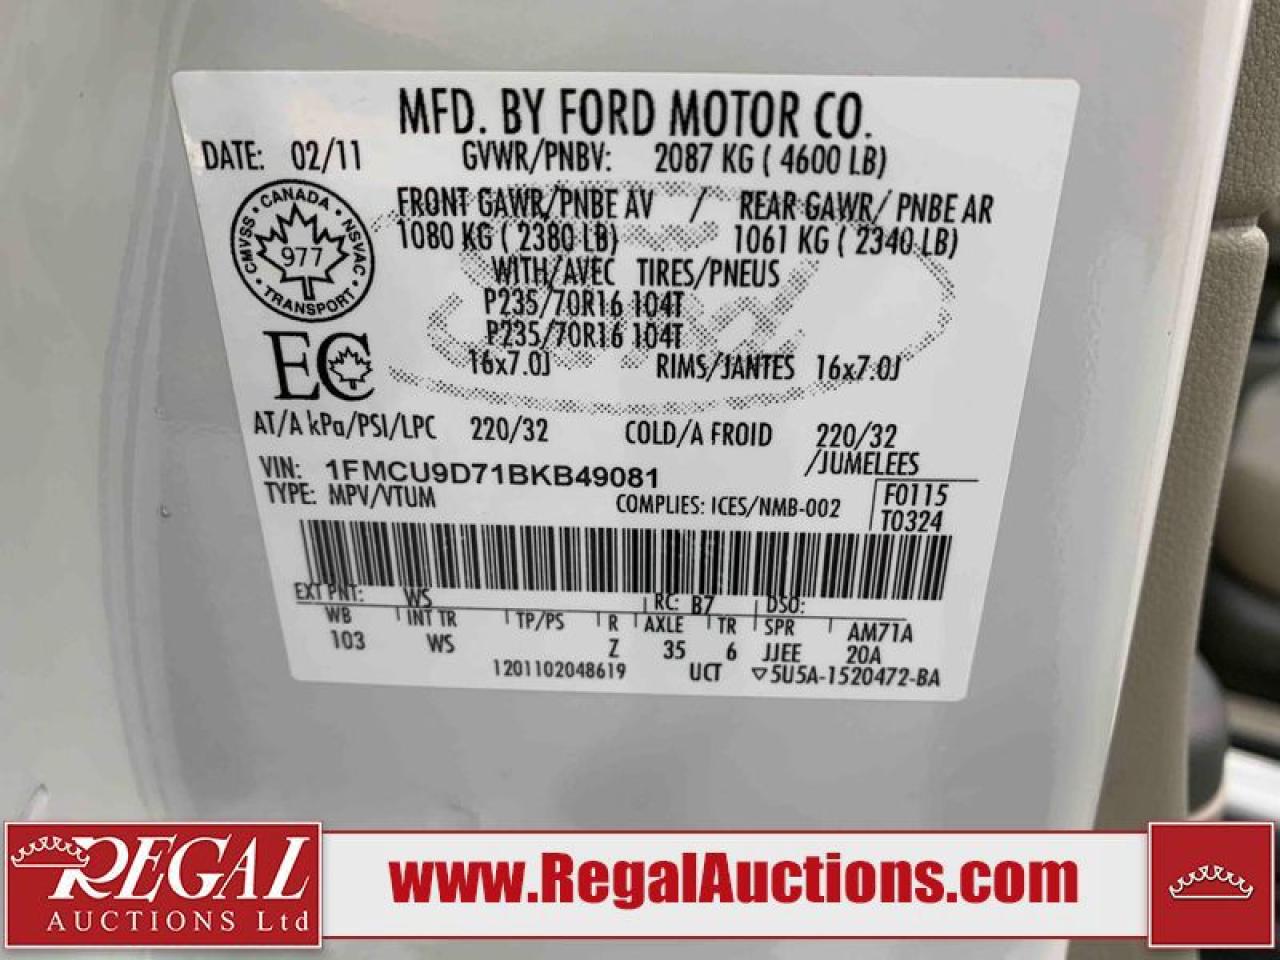 MFD. BY FORD MOTOR CO.
DATE: 02/11 GVWR/PNBV: 2087 KG ( 4600 LB)
FRONT GAWR/PNBE AV / REAR GAWR/ PNBE AR
1080 KG ( 2380 LB) 1061 KG ( 2340 LB)
WITH/AVEC TIRES/PNEUS
P235/70R16 104T
P235/70R16 104T
16x7.0J RIMS/JANTES 16x7.0J
CANADA
CMVSS NSVAC
977
TRANSPORT
EC
AT/A kPa/PSI/LPC 220/32 COLD/A FROID 220/32
/JUMELEES
VIN: 1FMCU9D71BKB49081
TYPE: MPV/VTUM COMPLIES: ICES/NMB-002
F0115
T0324
EXT PNT: WS RC: B7 DSO:
WB INT TR TP/PS R AXLE TR SPR AM71A
103 WS Z 35 6 JJEE 20A
1201102048619 UCT ▽5U5A-1520472-BA
REGAL
AUCTIONS Ltd
www.RegalAuctions.com